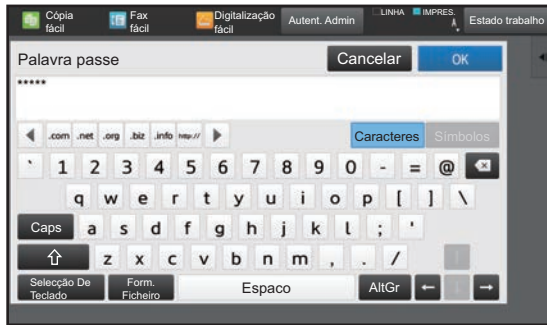 Cópia fácil
Fax fácil
Digitalização fácil
Autent. Admin
LINHA
IMPRES.
Estado trabalho
Palavra passe
Cancelar
OK
*****
.com .net .org .biz .info http://
Caracteres
Símbolos
` 1 2 3 4 5 6 7 8 9 0 - = @
q w e r t y u i o p [ ] \
Caps a s d f g h j k l ; '
z x c v b n m , . /
Selecção De Teclado
Form. Ficheiro
Espaco
AltGr